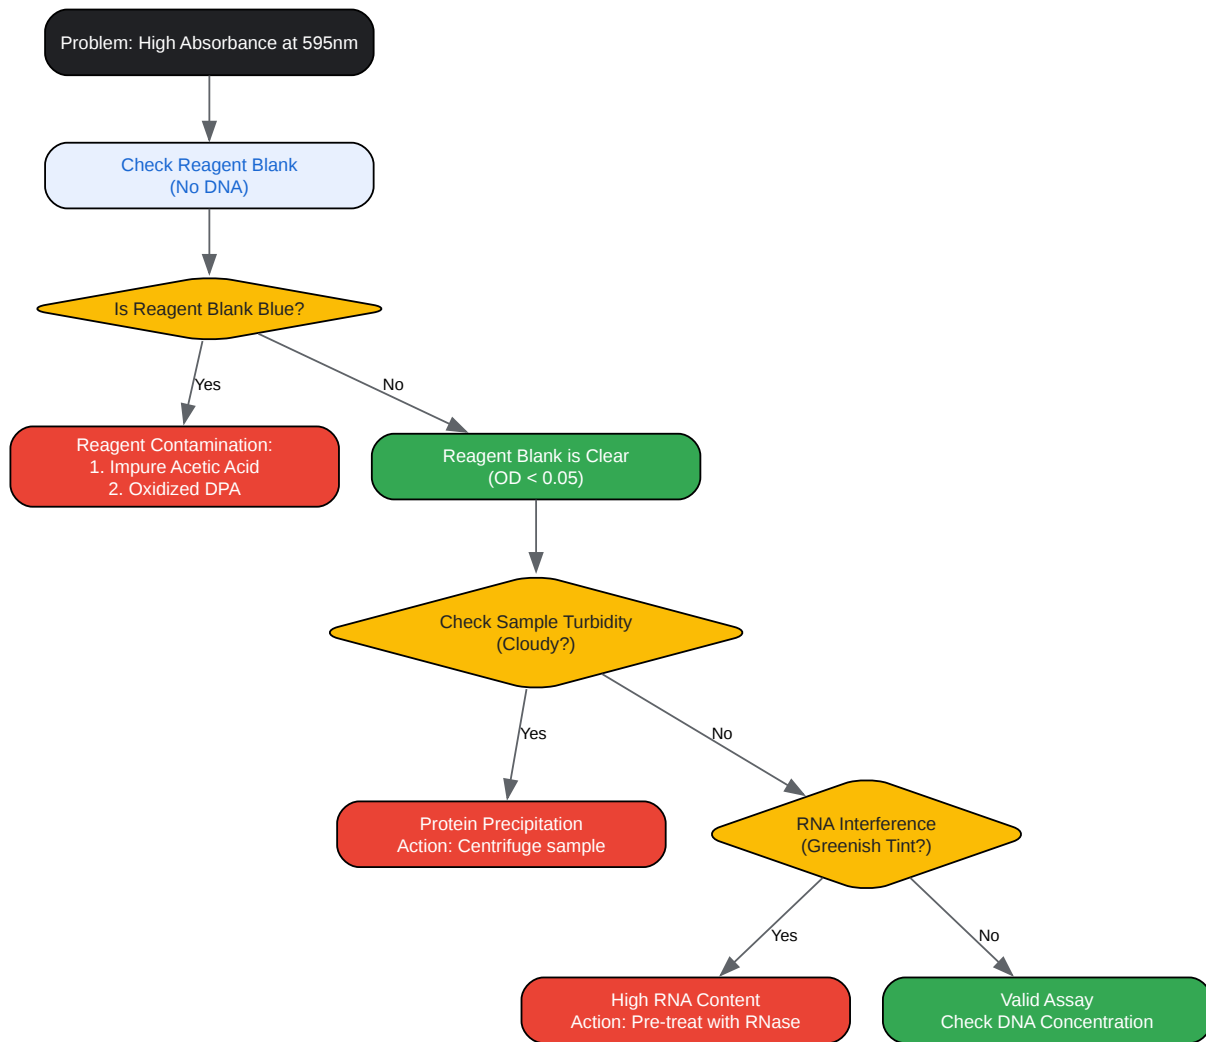 Problem: High Absorbance at 595nm
Check Reagent Blank
(No DNA)
Is Reagent Blank Blue?
Yes
No
Reagent Contamination:
1. Impure Acetic Acid
2. Oxidized DPA
Reagent Blank is Clear
(OD < 0.05)
Check Sample Turbidity
(Cloudy?)
Yes
No
Protein Precipitation
Action: Centrifuge sample
RNA Interference
(Greenish Tint?)
Yes
No
High RNA Content
Action: Pre-treat with RNase
Valid Assay
Check DNA Concentration